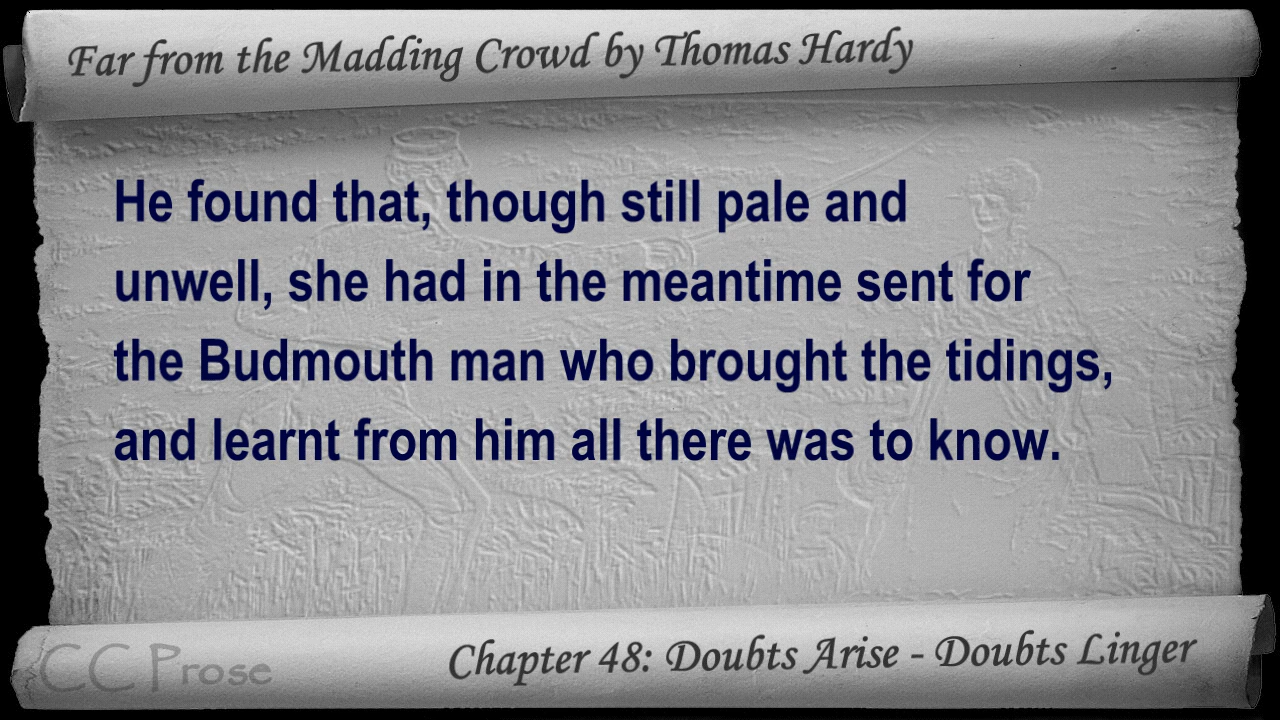 Far from the Madding Crowd by Thomas Hardy
He found that, though still pale and
unwell, she had in the meantime sent for
the Budmouth man who brought the tidings,
and learnt from him all there was to know.
CC Prose
Chapter 48: Doubts Arise - Doubts Linger